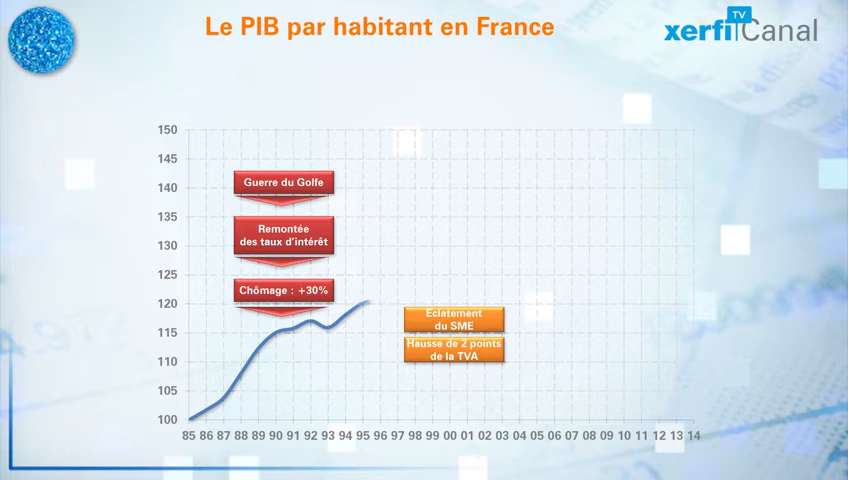 Le PIB par habitant en France
xerfi TV Canal
150
145
140
135
130
125
120
115
110
105
100
Guerre du Golfe
Remontée
des taux d'intérêt
Chômage : +30%
Eclatement
du SME
Hausse de 2 points
de la TVA
85 86 87 88 89 90 91 92 93 94 95 96 97 98 99 00 01 02 03 04 05 06 07 08 09 10 11 12 13 14